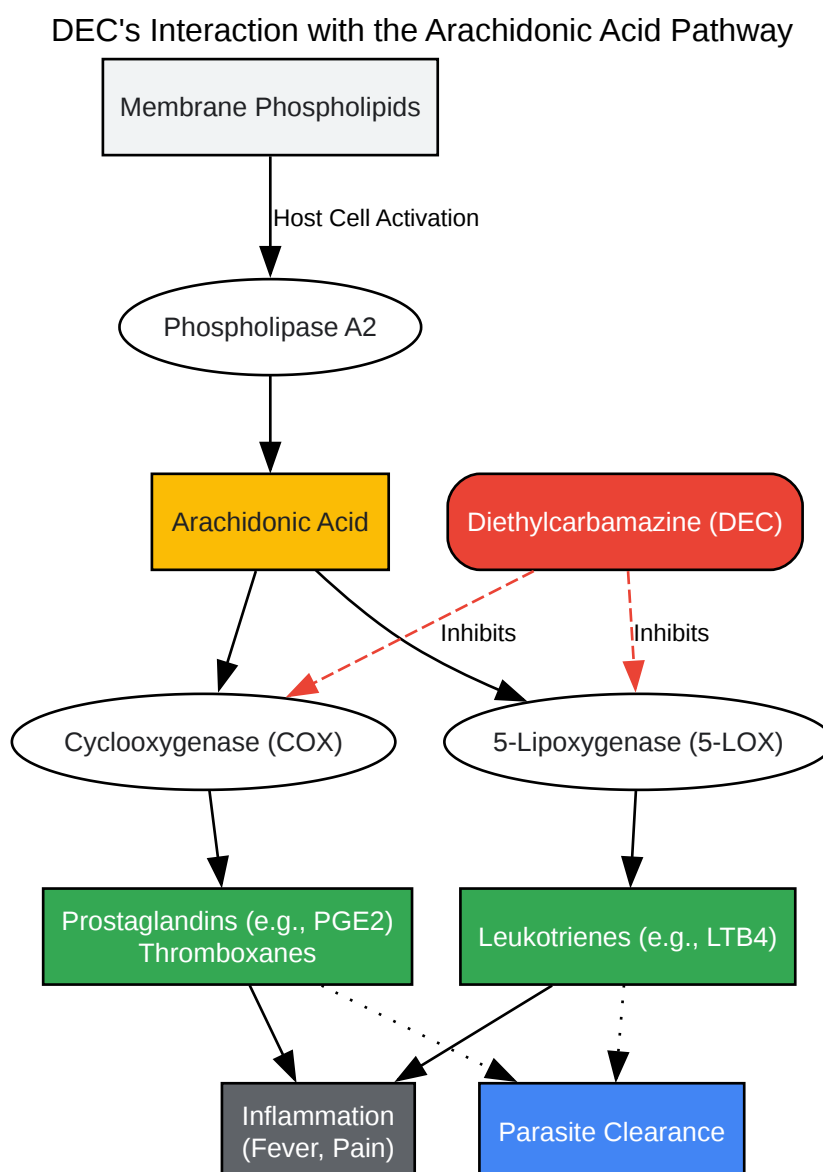 DEC's Interaction with the Arachidonic Acid Pathway
Membrane Phospholipids
Host Cell Activation
Phospholipase A2
Arachidonic Acid
Diethylcarbamazine (DEC)
Inhibits
Inhibits
Cyclooxygenase (COX)
5-Lipoxygenase (5-LOX)
Prostaglandins (e.g., PGE2)
Thromboxanes
Leukotrienes (e.g., LTB4)
Inflammation
(Fever, Pain)
Parasite Clearance